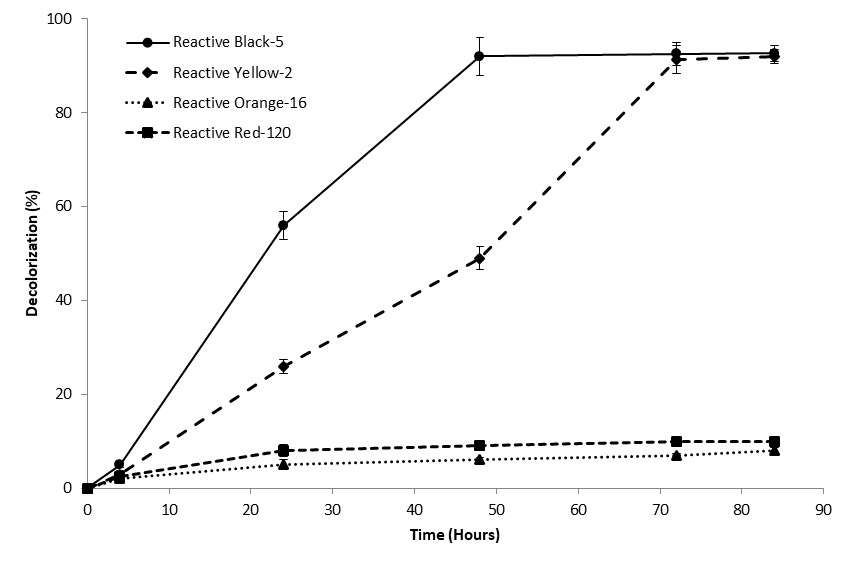 100
80
60
40
20
0
Decolorization (%)
Reactive Black-5
Reactive Yellow-2
Reactive Orange-16
Reactive Red-120
0 10 20 30 40 50 60 70 80 90
Time (Hours)